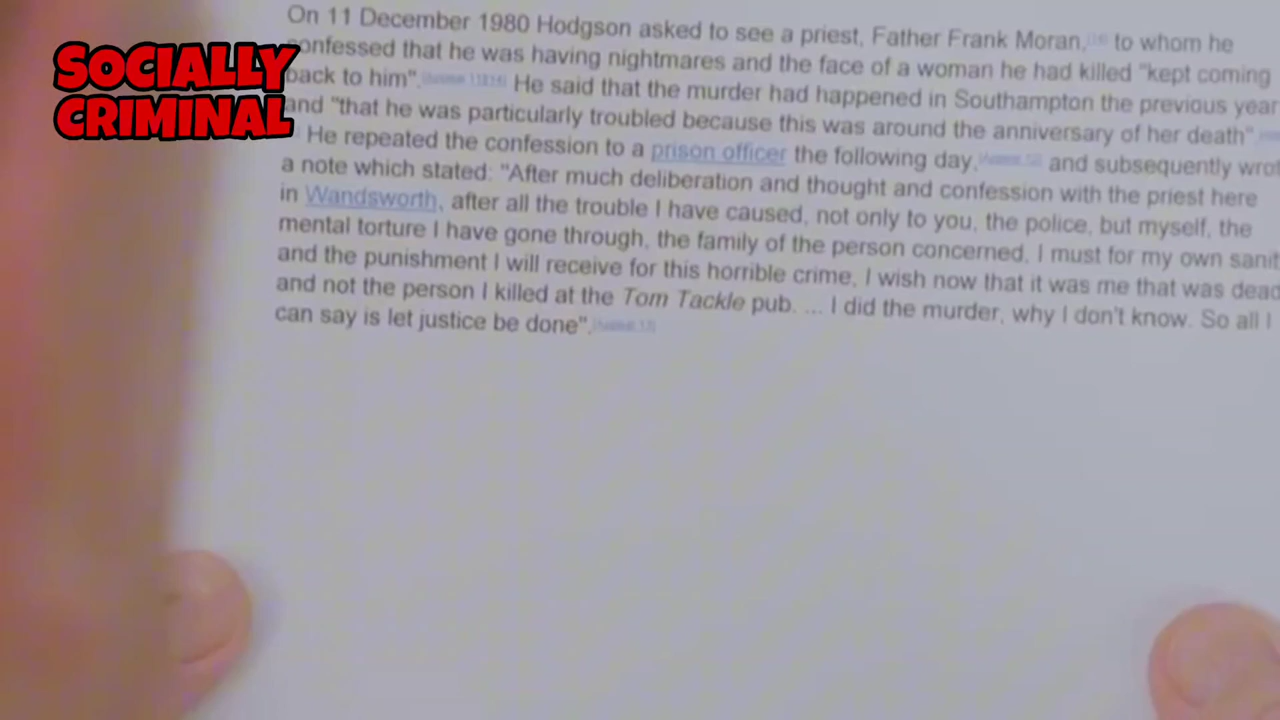 SOCIALLY
CRIMINAL
On 11 December 1980 Hodgson asked to see a priest, Father Frank Moran, to whom he
confessed that he was having nightmares and the face of a woman he had killed "kept coming
back to him". He said that the murder had happened in Southampton the previous year
and "that he was particularly troubled because this was around the anniversary of her death"
He repeated the confession to a prison officer the following day, and subsequently wrot
a note which stated: "After much deliberation and thought and confession with the priest here
in Wandsworth, after all the trouble I have caused, not only to you, the police, but myself, the
mental torture I have gone through, the family of the person concerned, I must for my own sanit
and the punishment I will receive for this horrible crime, I wish now that it was me that was dead
and not the person I killed at the Tom Tackle pub. ... I did the murder, why I don't know. So all I
can say is let justice be done".